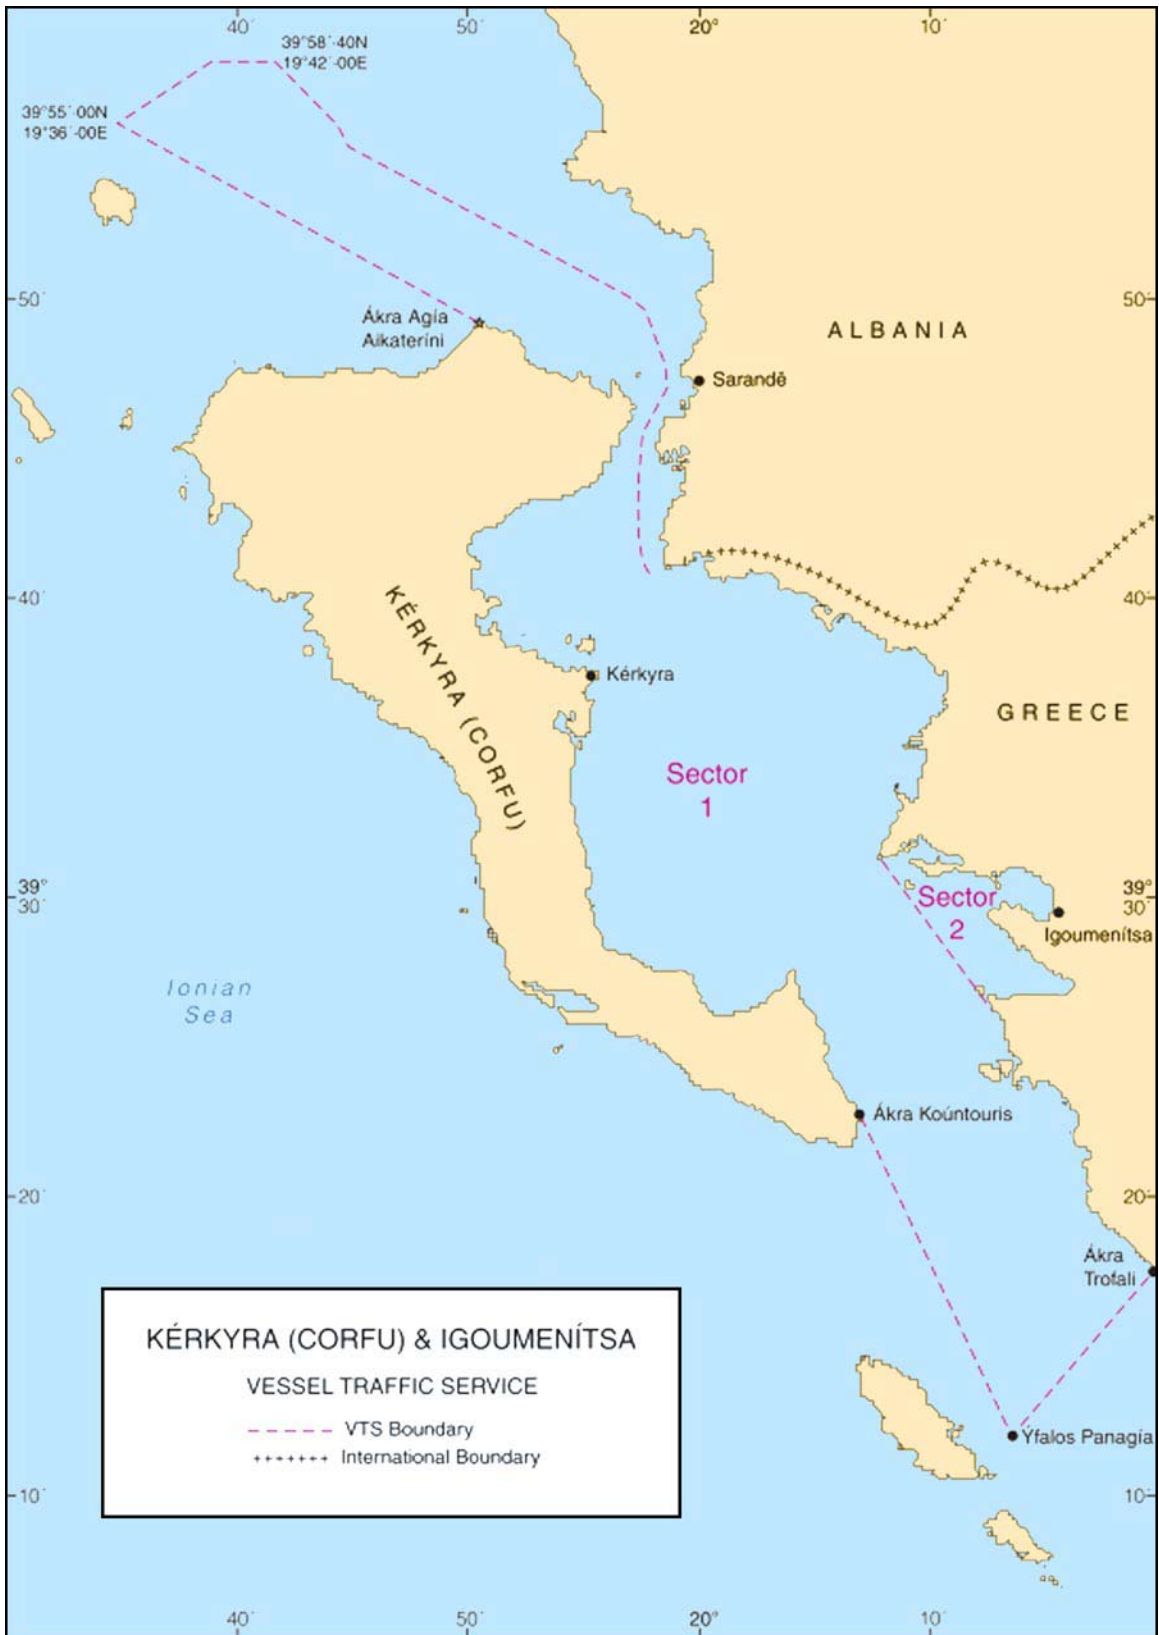 40´
50´
20°
10´
39°58´·40N
19°42´·00E
39°55´·00N
19°36´·00E
50´
50´
Ákra Agía
Aikateríni
ALBANIA
Sarandë
40´
40´
KÉRKYRA (CORFU)
Kérkyra
GREECE
Sector
1
39°
30´
39°
30´
Sector
2
Igoumenítsa
Ionian
Sea
Ákra Koúntouris
20´
20´
Ákra
Trofali
KÉRKYRA (CORFU) & IGOUMENÍTSA
VESSEL TRAFFIC SERVICE
VTS Boundary
International Boundary
Ýfalos Panagía
10´
10´
40´
50´
20°
10´